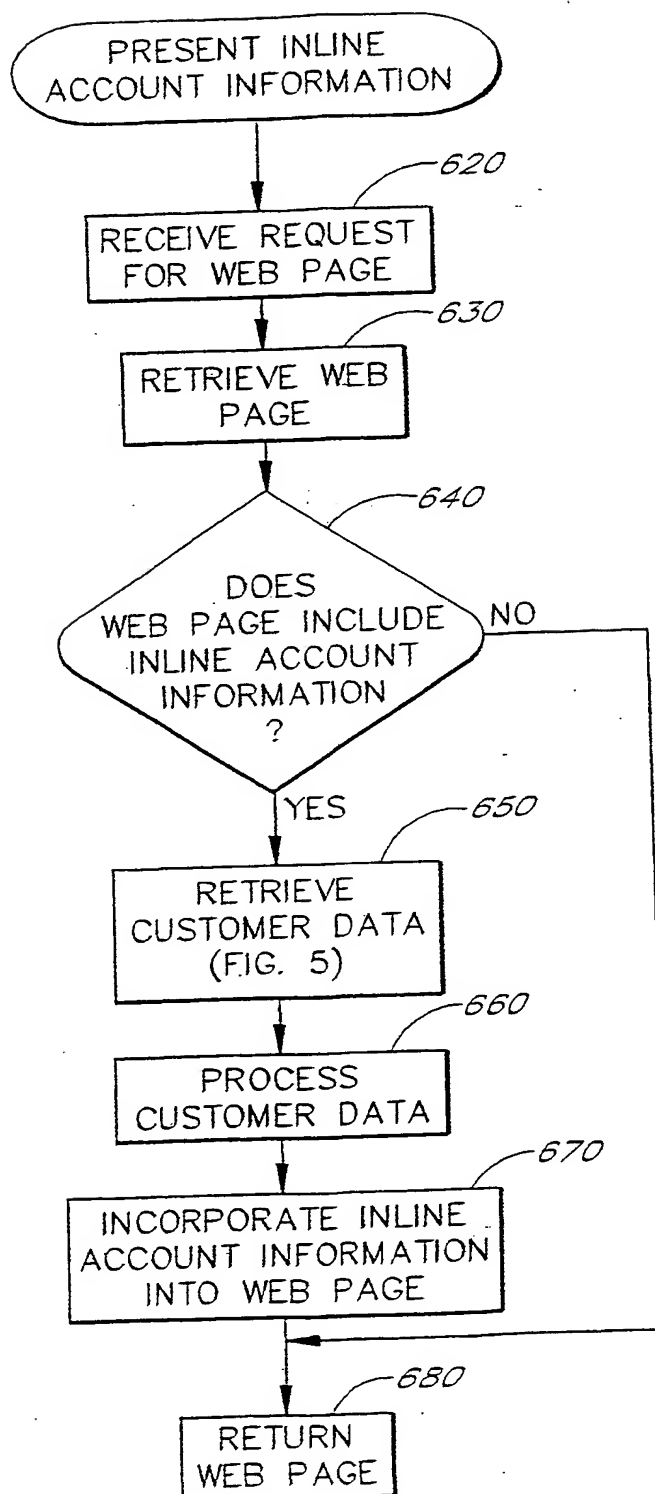 PRESENT INLINE
ACCOUNT INFORMATION
620
RECEIVE REQUEST
FOR WEB PAGE
630
RETRIEVE WEB
PAGE
640
DOES
WEB PAGE INCLUDE
INLINE ACCOUNT
INFORMATION
?
NO
YES
650
RETRIEVE
CUSTOMER DATA
(FIG. 5)
660
PROCESS
CUSTOMER DATA
670
INCORPORATE INLINE
ACCOUNT INFORMATION
INTO WEB PAGE
680
RETURN
WEB PAGE